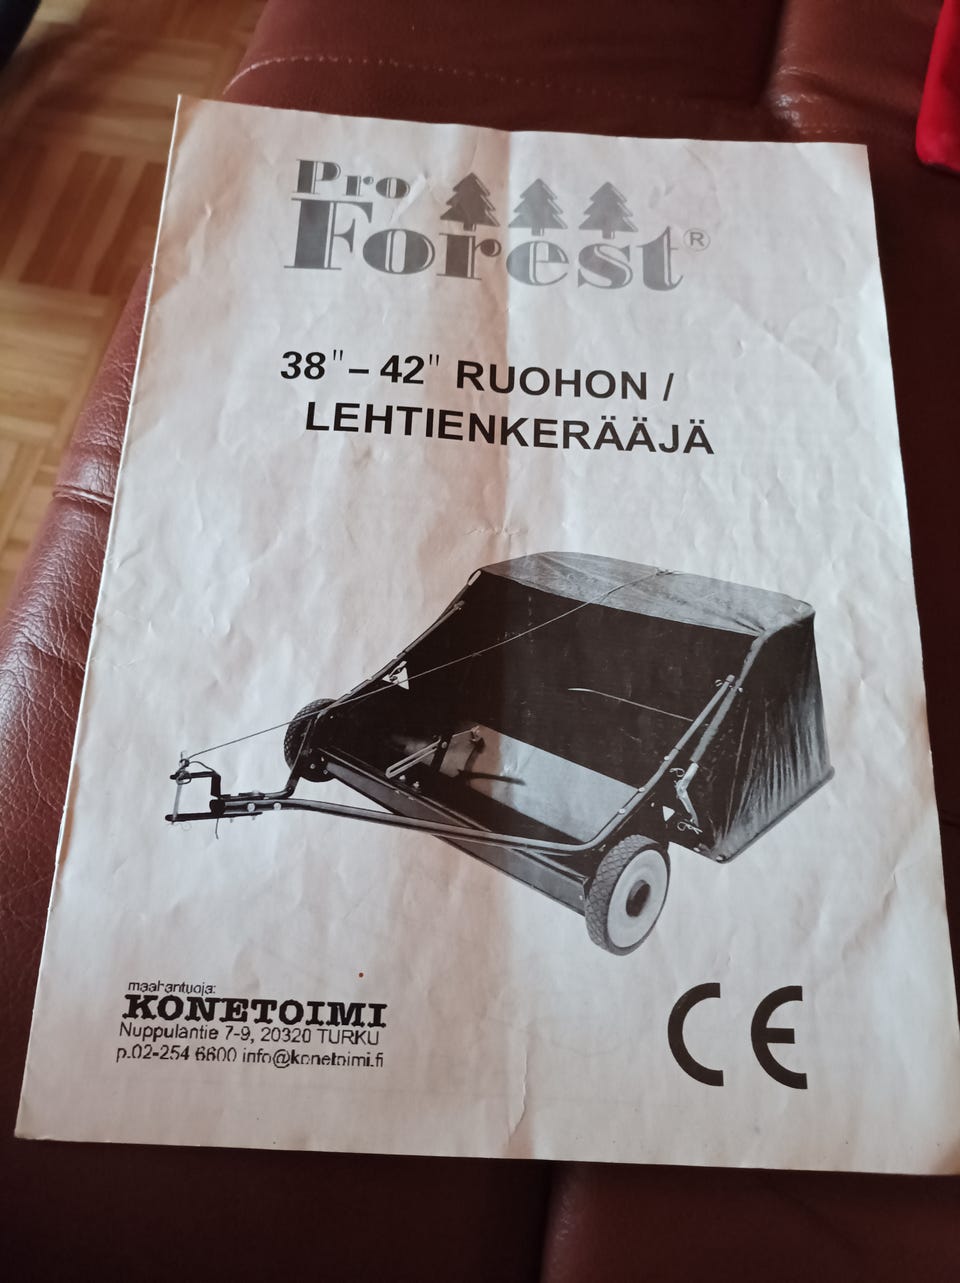 Pro
Forest®
38" – 42" RUOHON /
LEHTIENKERÄÄJÄ
maahantuoja:
KONETOIMI
Nuppulantie 7-9, 20320 TURKU
p.02-254 6600 info@konetoimi.fi
CE